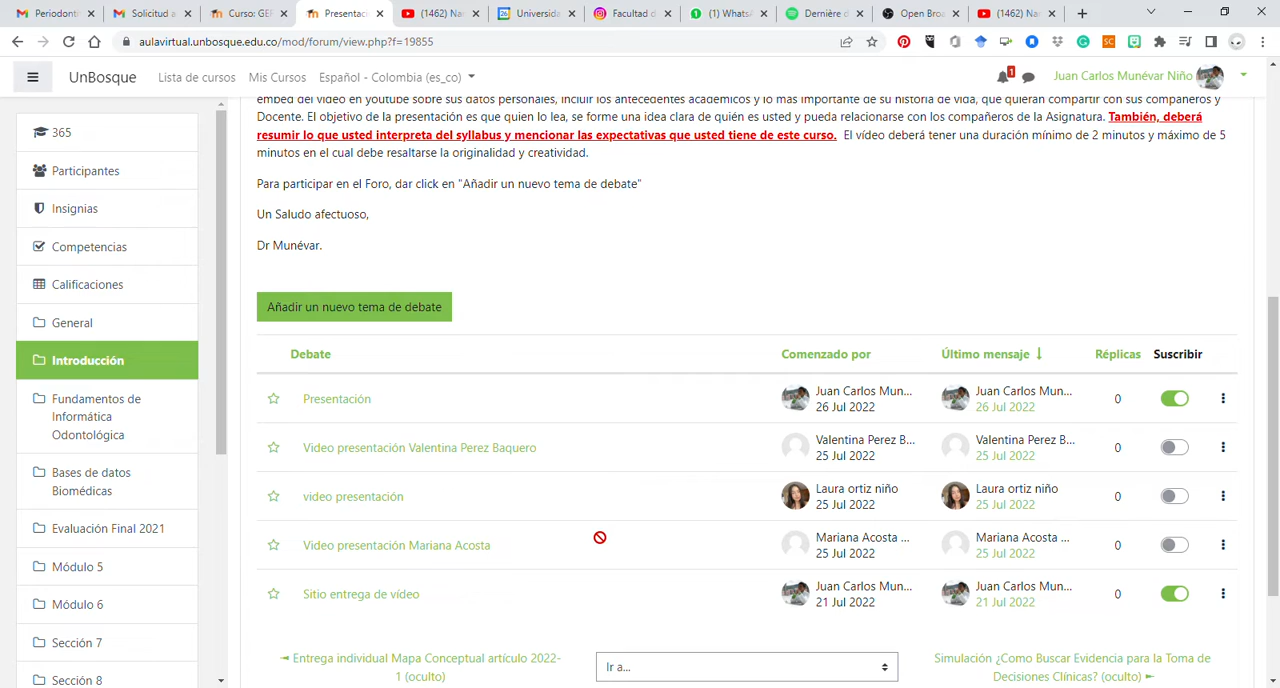 Periodont
Solicitud a
Curso: GEF
Presentac
(1462) Na
Universida
Facultad d
(1) WhatsA
Dernière d
Open Bro
(1462) Na
aulavirtual.unbosque.edu.co/mod/forum/view.php?f=19855
UnBosque Lista de cursos Mis Cursos Español - Colombia (es_co) 1 Juan Carlos Munévar Niño
embed del vídeo en youtube sobre sus datos personales, incluir los antecedentes académicos y lo más importante de su historia de vida, que quieran compartir con sus compañeros y
Docente. El objetivo de la presentación es que quien lo lea, se forme una idea clara de quién es usted y pueda relacionarse con los compañeros de la Asignatura. También, deberá
resumir lo que usted interpreta del syllabus y mencionar las expectativas que usted tiene de este curso. El vídeo deberá tener una duración mínimo de 2 minutos y máximo de 5
minutos en el cual debe resaltarse la originalidad y creatividad.
Para participar en el Foro, dar click en "Añadir un nuevo tema de debate"
Un Saludo afectuoso,
Dr Munévar.
365
Participantes
Insignias
Competencias
Calificaciones
General
Introducción
Fundamentos de
Informática
Odontológica
Bases de datos
Biomédicas
Evaluación Final 2021
Módulo 5
Módulo 6
Sección 7
Sección 8
Añadir un nuevo tema de debate
Debate Comenzado por Último mensaje ↓ Réplicas Suscribir
Presentación Juan Carlos Mun... Juan Carlos Mun... 0
26 Jul 2022 26 Jul 2022
Video presentación Valentina Perez Baquero Valentina Perez B... Valentina Perez B... 0
25 Jul 2022 25 Jul 2022
video presentación Laura ortiz niño Laura ortiz niño 0
25 Jul 2022 25 Jul 2022
Video presentación Mariana Acosta Mariana Acosta ... Mariana Acosta ... 0
25 Jul 2022 25 Jul 2022
Sitio entrega de vídeo Juan Carlos Mun... Juan Carlos Mun... 0
21 Jul 2022 21 Jul 2022
◄ Entrega individual Mapa Conceptual artículo 2022-
1 (oculto)
Ir a...
Simulación ¿Como Buscar Evidencia para la Toma de
Decisiones Clínicas? (oculto) ►